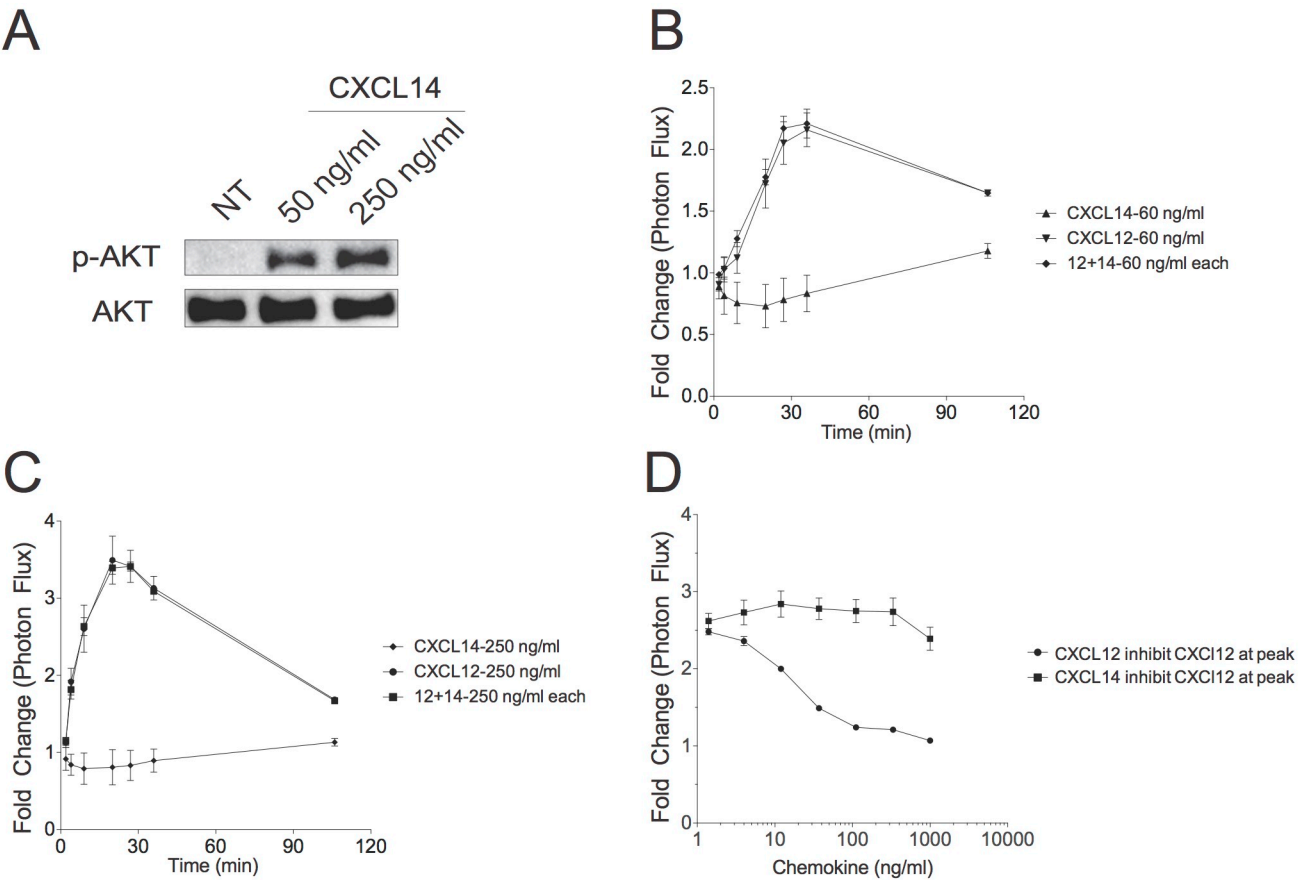 A
CXCL14
NT
50 ng/ml
250 ng/ml
p-AKT
AKT
B
Fold Change (Photon Flux)
2.5
2.0
1.5
1.0
0.5
0.0
0 30 60 90 120
Time (min)
CXCL14-60 ng/ml
CXCL12-60 ng/ml
12+14-60 ng/ml each
C
Fold Change (Photon Flux)
4
3
2
1
0
0 30 60 90 120
Time (min)
CXCL14-250 ng/ml
CXCL12-250 ng/ml
12+14-250 ng/ml each
D
Fold Change (Photon Flux)
4
3
2
1
0
1 10 100 1000 10000
Chemokine (ng/ml)
CXCL12 inhibit CXCl12 at peak
CXCL14 inhibit CXCl12 at peak